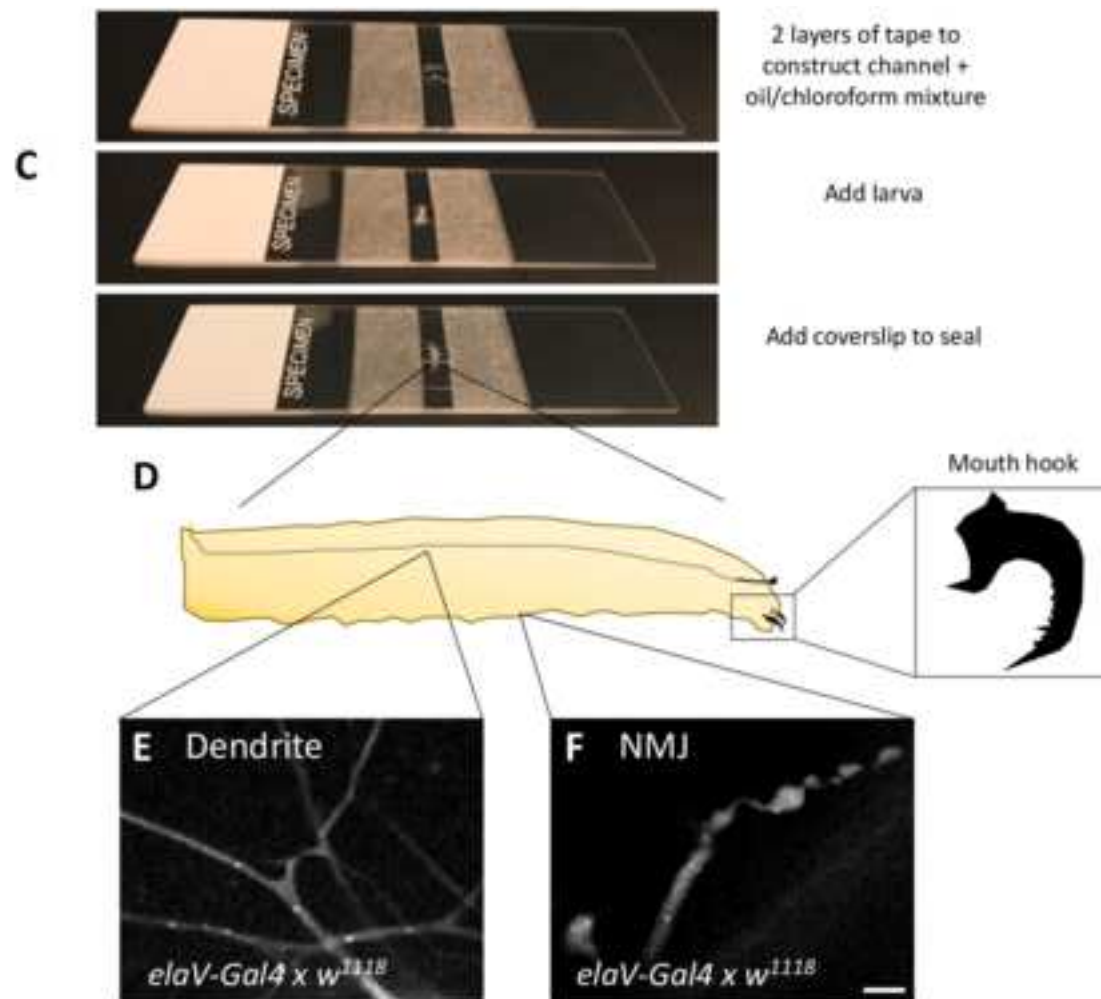 2 layers of tape to
construct channel +
oil/chloroform mixture
SPECIMEN
C
Add larva
SPECIMEN
Add coverslip to seal
SPECIMEN
D
Mouth hook
E Dendrite
elaV-Gal4 x w1118
F NMJ
elaV-Gal4 x w1118